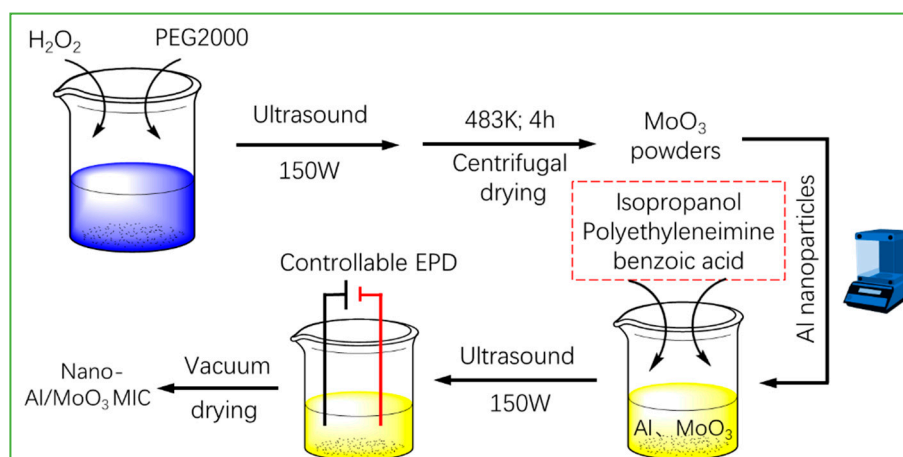 H₂O₂
PEG2000
Ultrasound
150W
483K; 4h
Centrifugal
drying
MoO₃
powders
Al nanoparticles
Isopropanol
Polyethyleneimine
benzoic acid
Al、MoO₃
Ultrasound
150W
Controllable EPD
Vacuum
drying
Nano-
Al/MoO₃ MIC